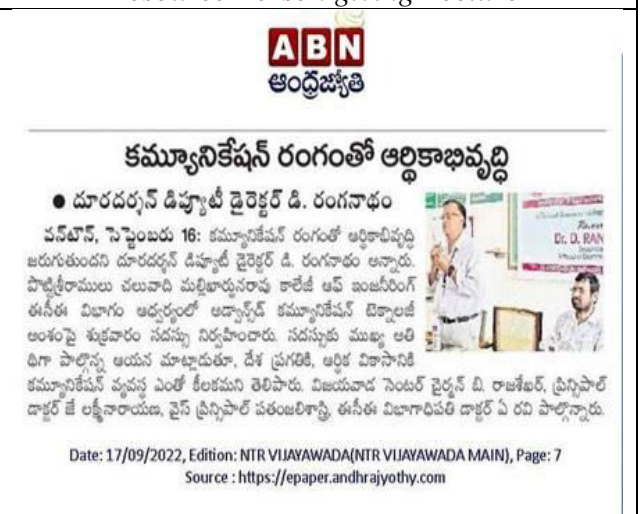 ABN
ఆంధ్రజ్యోతి
కమ్యూనికేషన్ రంగంతో ఆర్థికాభివృద్ధి
● దూరదర్శన్ డిప్యూటీ డైరెక్టర్ డి. రంగనాథం
వన్‌టౌన్, సెప్టెంబరు 16: కమ్యూనికేషన్ రంగంతో ఆర్థికాభివృద్ధి
జరుగుతుందని దూరదర్శన్ డిప్యూటీ డైరెక్టర్ డి. రంగనాథం అన్నారు.
పొట్టిశ్రీరాములు చలువాది మల్లిఖార్జునరావు కాలేజీ ఆఫ్ ఇంజనీరింగ్
ఈసీఈ విభాగం ఆధ్వర్యంలో అడ్వాన్స్‌డ్ కమ్యూనికేషన్ టెక్నాలజీ
అంశంపై శుక్రవారం సదస్సు నిర్వహించారు. సదస్సుకు ముఖ్య అతి
థిగా పాల్గొన్న ఆయన మాట్లాడుతూ, దేశ ప్రగతికి, ఆర్థిక వికాసానికి
కమ్యూనికేషన్ వ్యవస్థ ఎంతో కీలకమని తెలిపారు. విజయవాడ సెంటర్ చైర్మన్ బి. రాజశేఖర్, ప్రిన్సిపాల్
డాక్టర్ జే లక్ష్మీనారాయణ, వైస్ ప్రిన్సిపాల్ పతంజలిశాస్త్రి, ఈసీఈ విభాగాధిపతి డాక్టర్ ఏ రవి పాల్గొన్నారు.
Dr. D. RAN
Date: 17/09/2022, Edition: NTR VIJAYAWADA(NTR VIJAYAWADA MAIN), Page: 7
Source : https://epaper.andhrajyothy.com